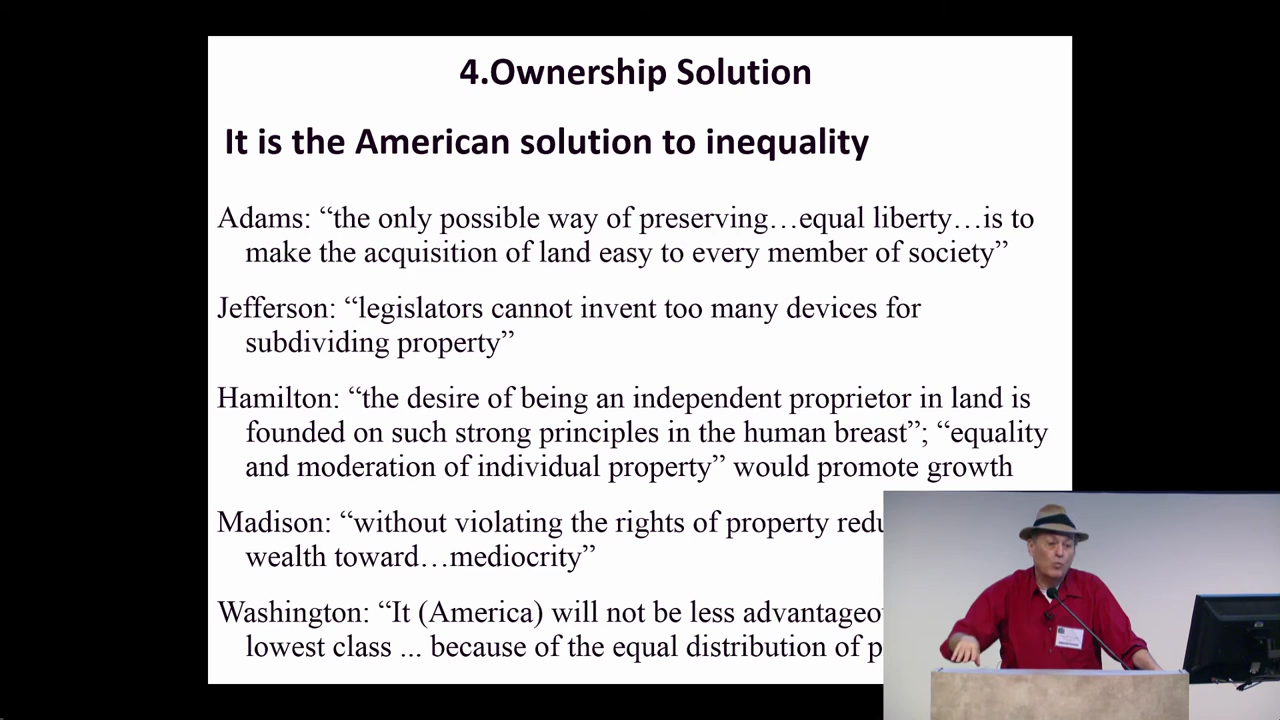 4.Ownership Solution
It is the American solution to inequality
Adams: “the only possible way of preserving…equal liberty…is to
make the acquisition of land easy to every member of society”
Jefferson: “legislators cannot invent too many devices for
subdividing property”
Hamilton: “the desire of being an independent proprietor in land is
founded on such strong principles in the human breast”; “equality
and moderation of individual property” would promote growth
Madison: “without violating the rights of property
wealth toward…mediocrity”
Washington: “It (America) will not be less
lowest class ... because of the equal distribution of